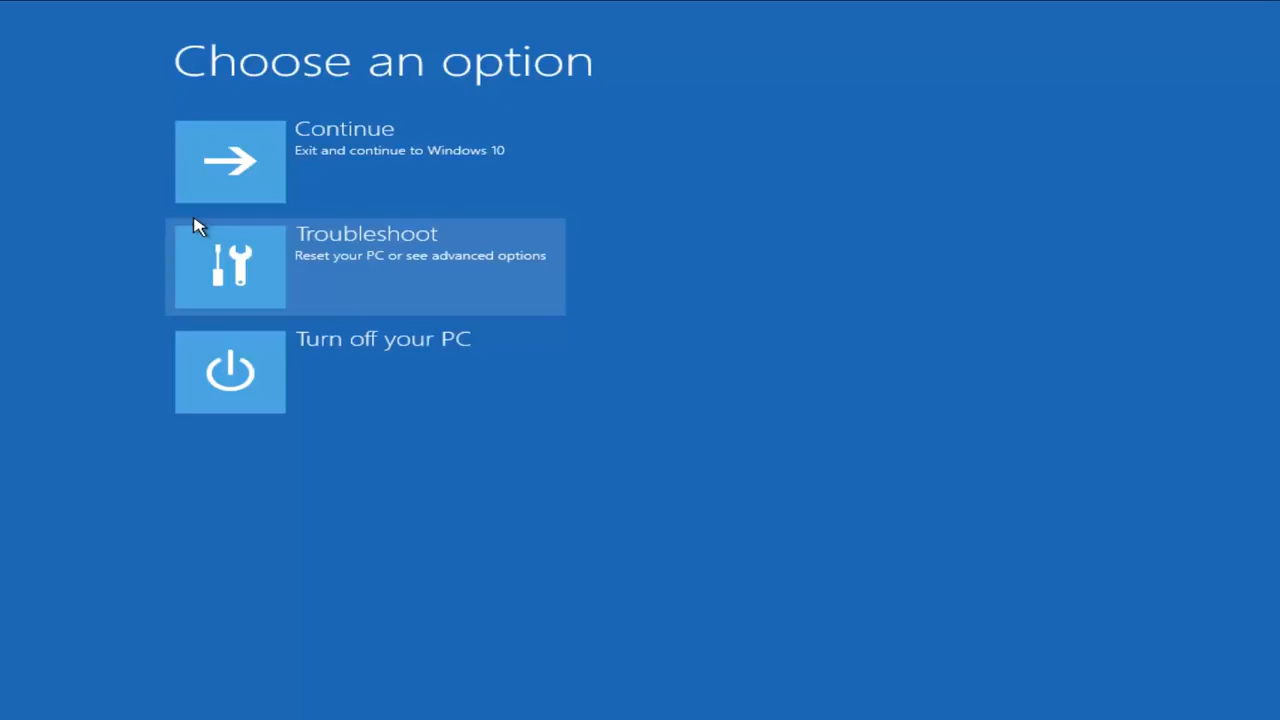 Choose an option
Continue
Exit and continue to Windows 10
Troubleshoot
Reset your PC or see advanced options
Turn off your PC